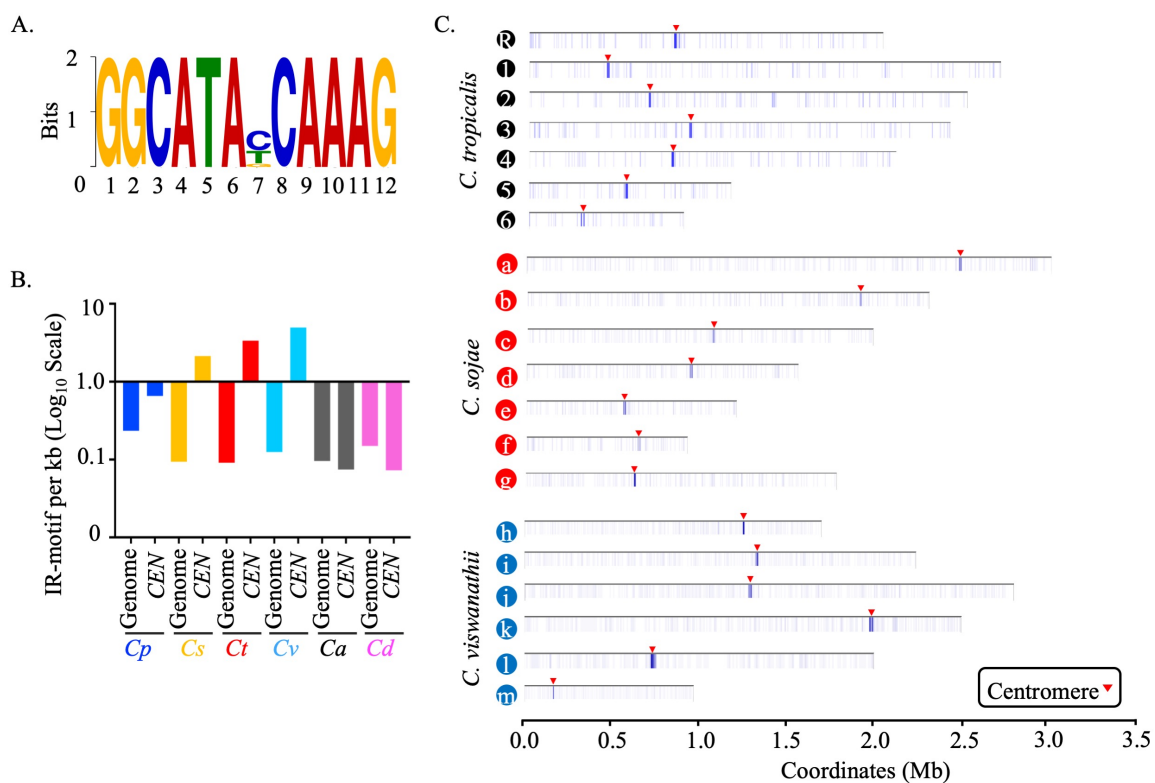 A.
2
1
0
Bits
GGCATACCAAAG
T
1 2 3 4 5 6 7 8 9 10 11 12
B.
IR-motif per kb (Log10 Scale)
10
1.0
0.1
0
Genome
CEN
Genome
CEN
Genome
CEN
Genome
CEN
Genome
CEN
Genome
CEN
Cp Cs Ct Cv Ca Cd
C.
C. tropicalis
R
1
2
3
4
5
6
C. sojae
a
b
c
d
e
f
g
C. viswanathii
h
i
j
k
l
m
Centromere
0.0 0.5 1.0 1.5 2.0 2.5 3.0 3.5
Coordinates (Mb)